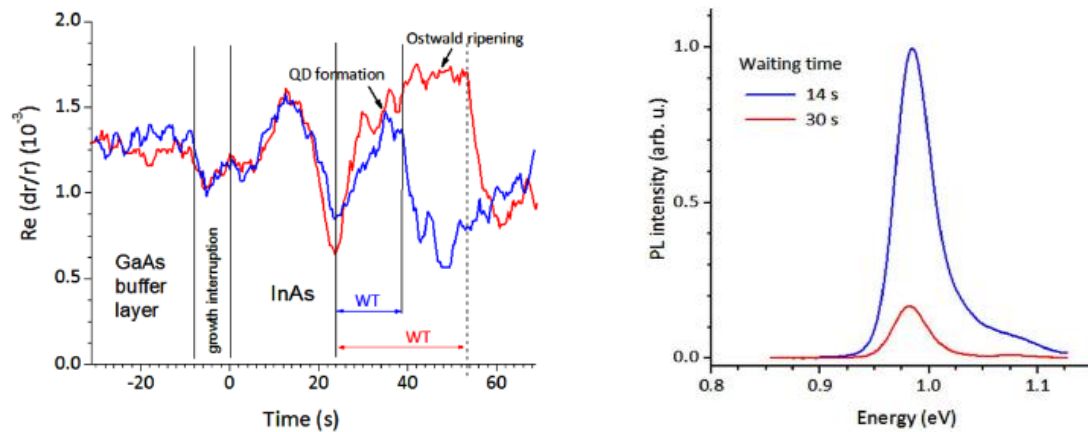 2.0
1.5
1.0
0.5
0.0
Re (dr/r) (10⁻³)
Ostwald ripening
QD formation
GaAs
buffer
layer
growth interruption
InAs
WT
WT
-20
0
20
40
60
Time (s)
1.0
0.5
0.0
PL intensity (arb. u.)
Waiting time
14 s
30 s
0.8
0.9
1.0
1.1
Energy (eV)